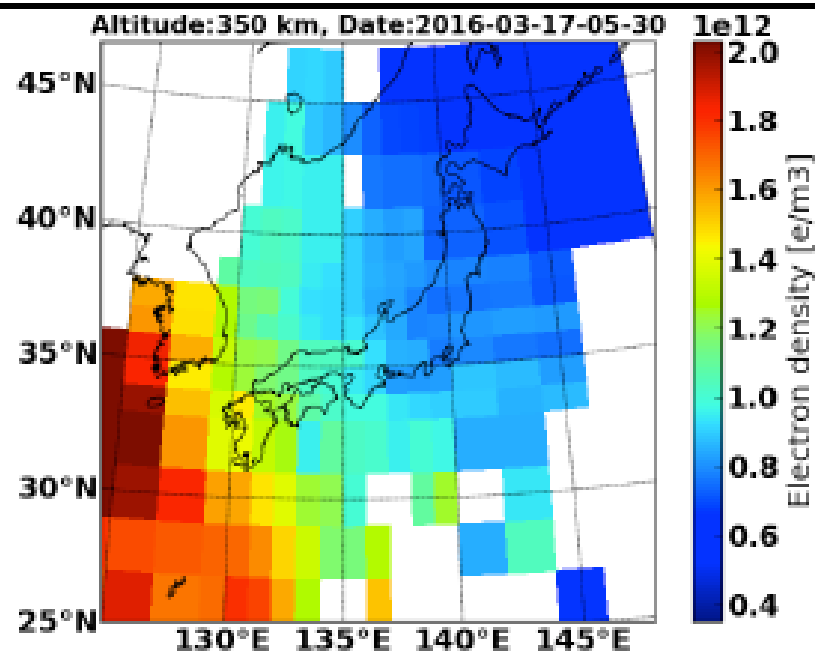 Altitude:350 km, Date:2016-03-17-05-30
1e12
45°N
40°N
35°N
30°N
25°N
130°E 135°E 140°E 145°E
2.0
1.8
1.6
1.4
1.2
1.0
0.8
0.6
0.4
Electron density [e/m3]